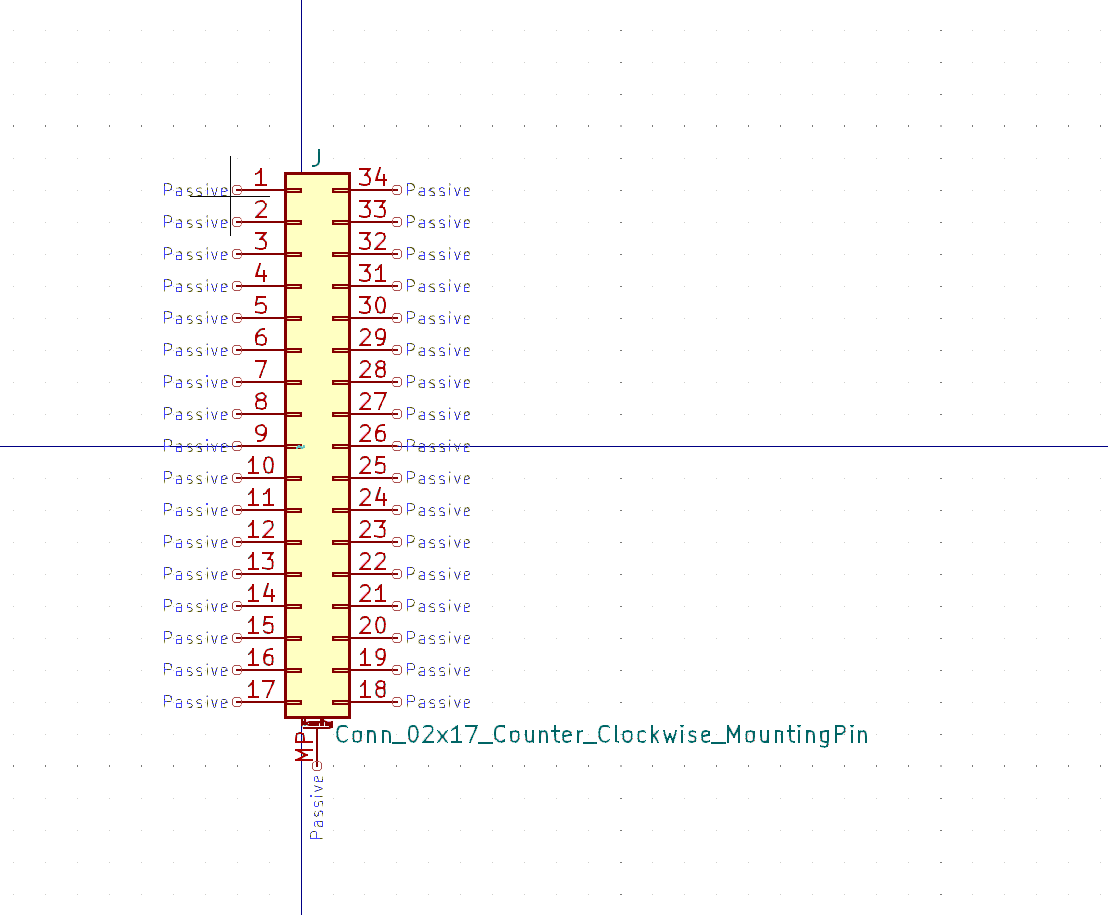 J
Passive 1 34 Passive
Passive 2 33 Passive
Passive 3 32 Passive
Passive 4 31 Passive
Passive 5 30 Passive
Passive 6 29 Passive
Passive 7 28 Passive
Passive 8 27 Passive
Passive 9 26 Passive
Passive 10 25 Passive
Passive 11 24 Passive
Passive 12 23 Passive
Passive 13 22 Passive
Passive 14 21 Passive
Passive 15 20 Passive
Passive 16 19 Passive
Passive 17 18 Passive
Conn_02x17_Counter_Clockwise_MountingPin
MP
Passive